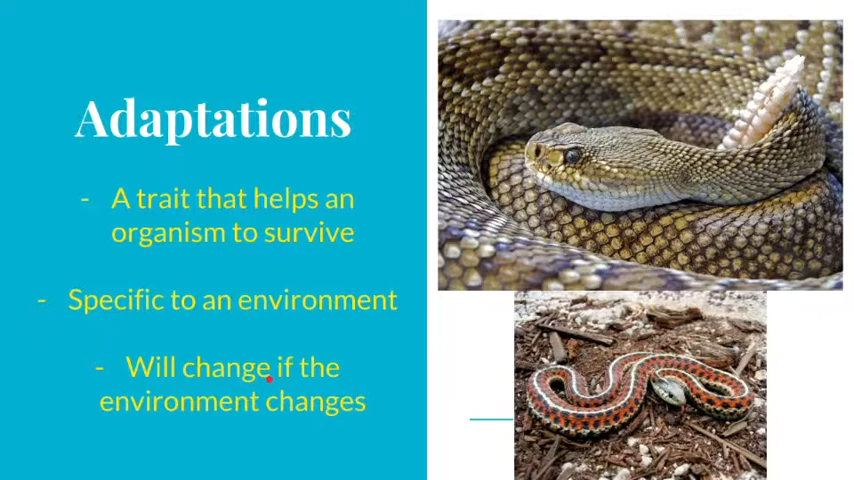 Adaptations
- A trait that helps an
organism to survive
- Specific to an environment
- Will change if the
environment changes